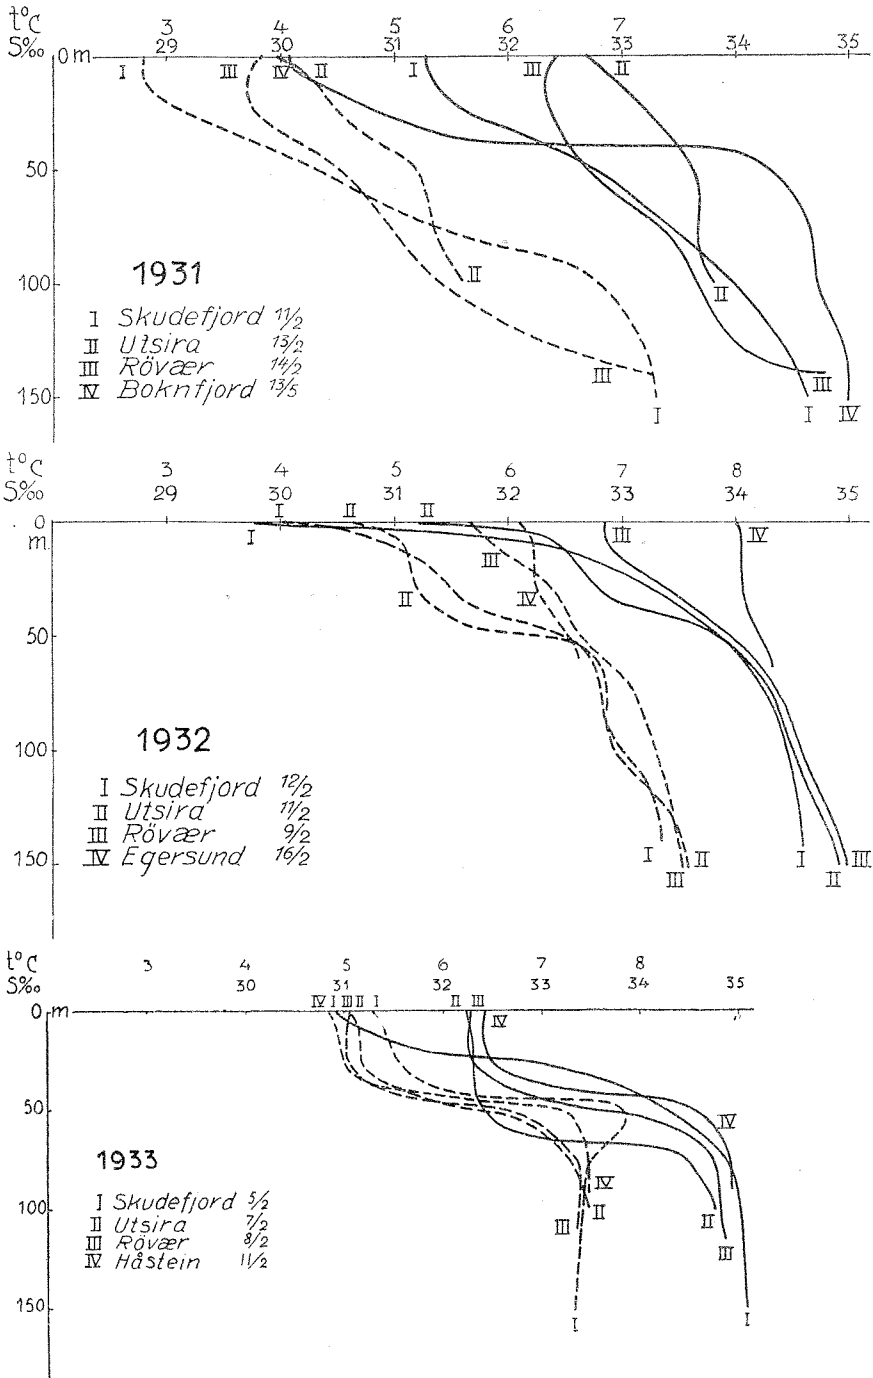 t°C 3 4 5 6 7
S‰ 29 30 31 32 33 34 35
0 m
I III IV II I III II
50
100
150
II II
III III
I I IV
1931
I Skudefjord 11/2
II Utsira 13/2
III Rövær 14/2
IV Boknfjord 13/5
t°C 3 4 5 6 7 8
S‰ 29 30 31 32 33 34 35
I II II
0
m
I III III IV
II IV
50
100
150
I II III I II III
1932
I Skudefjord 12/2
II Utsira 11/2
III Rövær 9/2
IV Egersund 16/2
t°C 3 4 5 6 7 8
S‰ 30 31 32 33 34 35
IV I III II I II III
0 m
IV
50
IV
100
IV
III II II III
150
I I
1933
I Skudefjord 5/2
II Utsira 7/2
III Rövær 8/2
IV Håstein 11/2